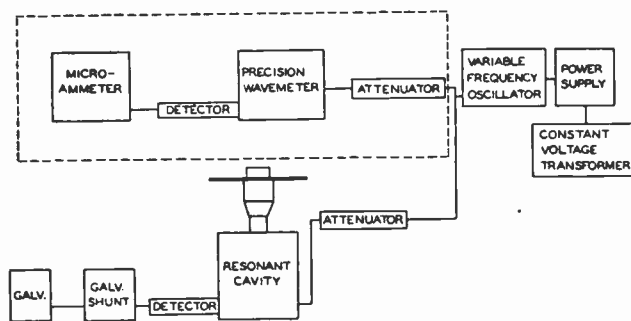 MICRO-
AMMETER
DETECTOR
PRECISION
WAVEMETER
ATTENUATOR
VARIABLE
FREQUENCY
OSCILLATOR
POWER
SUPPLY
CONSTANT
VOLTAGE
TRANSFORMER
ATTENUATOR
RESONANT
CAVITY
DETECTOR
GALV.
SHUNT
GALV.